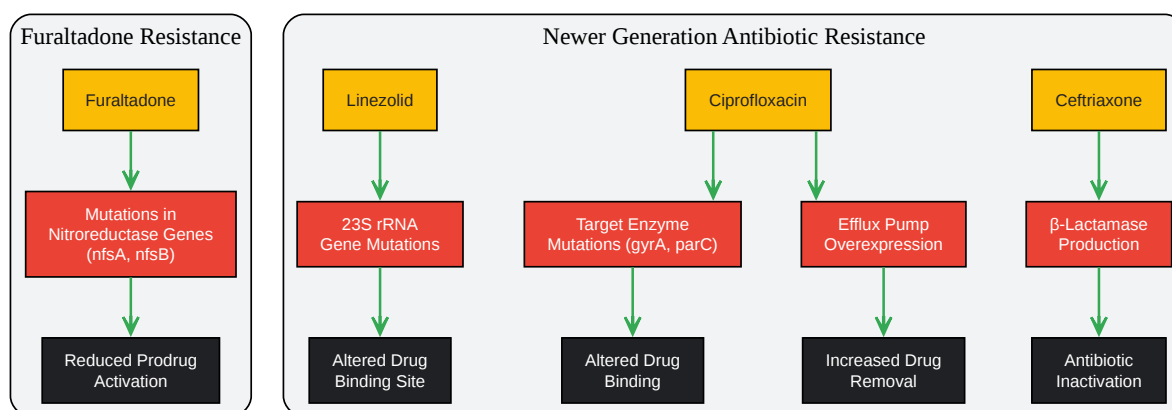 Furaltadone Resistance
Furaltadone
Mutations in
Nitroreductase Genes
(nfsA, nfsB)
Reduced Prodrug
Activation
Newer Generation Antibiotic Resistance
Linezolid
23S rRNA
Gene Mutations
Altered Drug
Binding Site
Ciprofloxacin
Target Enzyme
Mutations (gyrA, parC)
Altered Drug
Binding
Efflux Pump
Overexpression
Increased Drug
Removal
Ceftriaxone
β-Lactamase
Production
Antibiotic
Inactivation